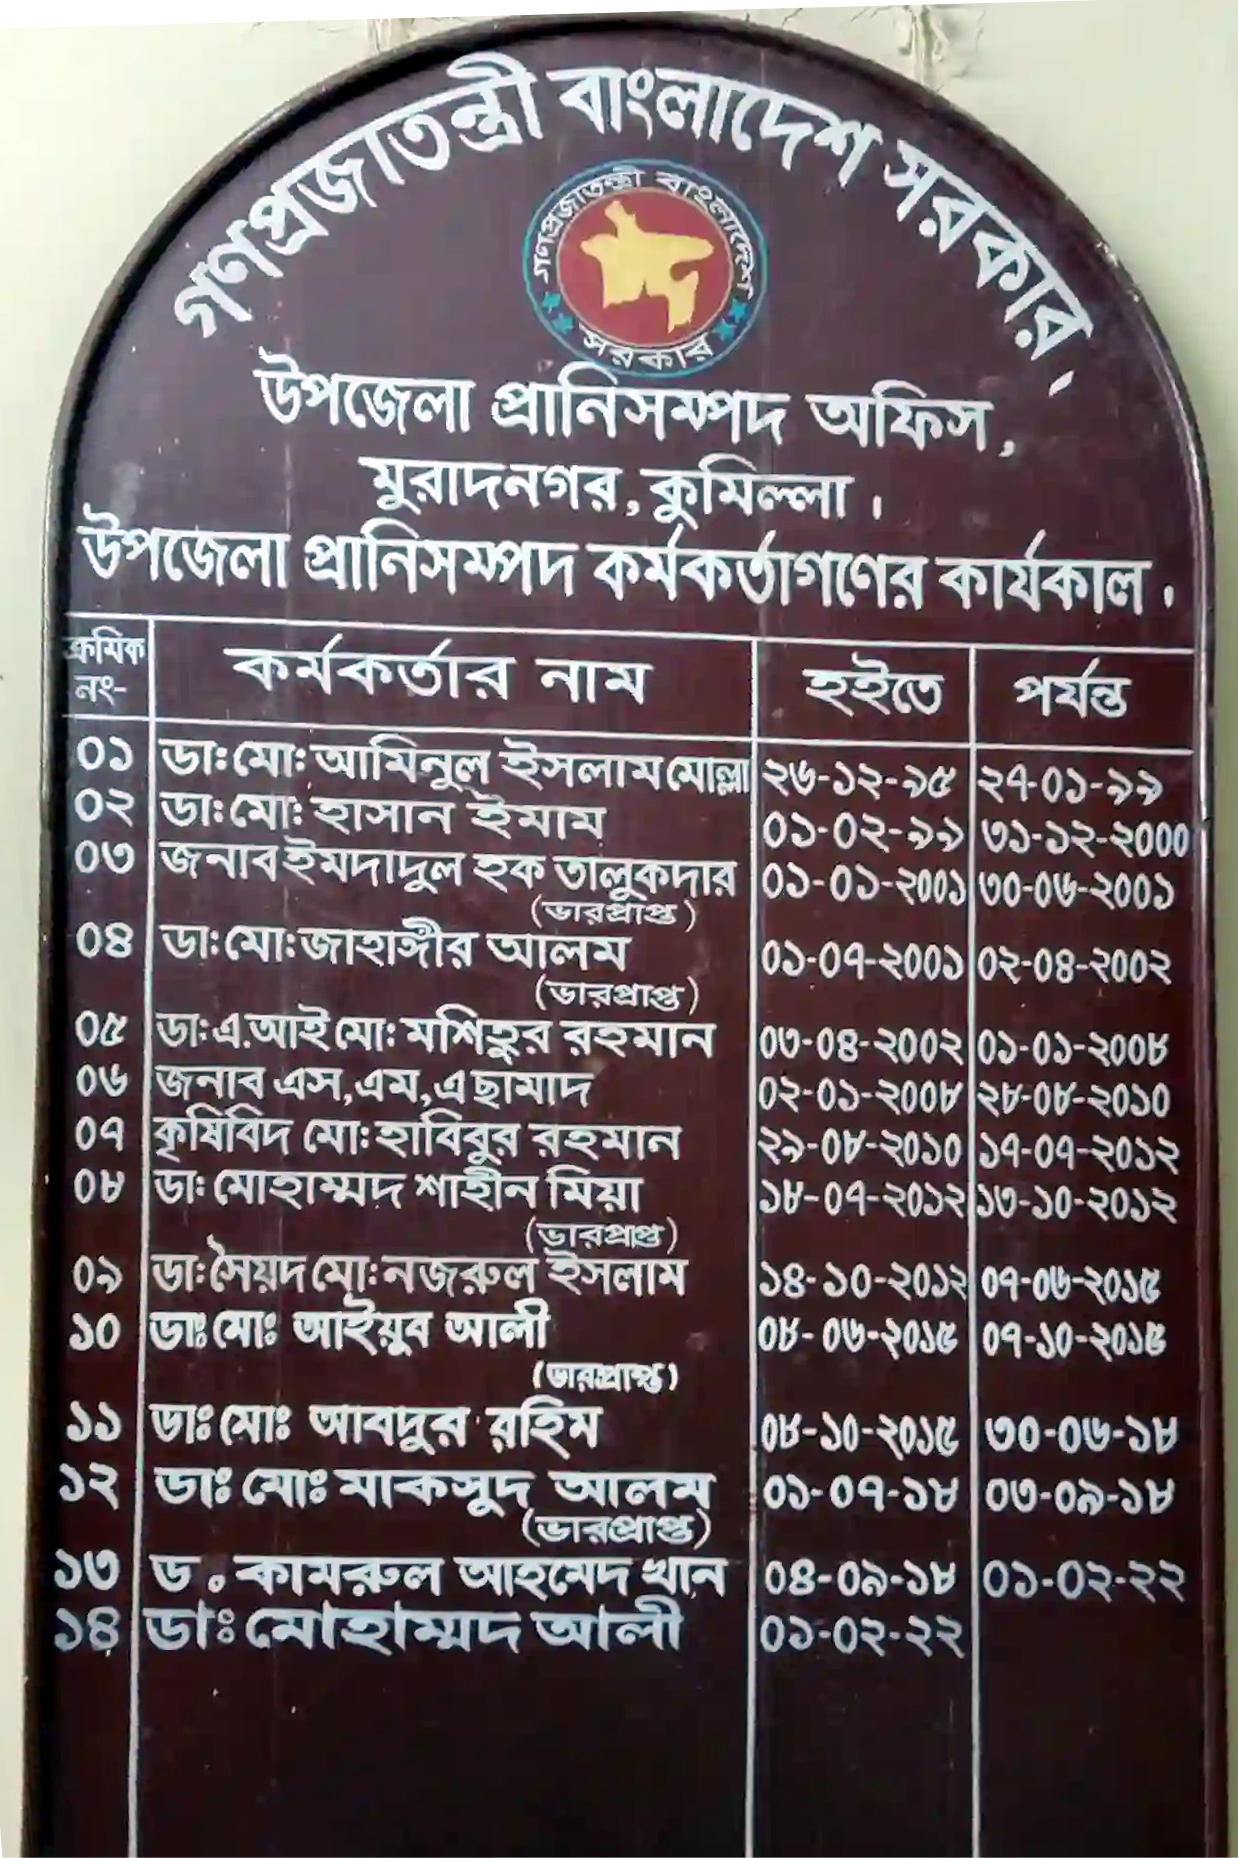 গণপ্রজাতন্ত্রী বাংলাদেশ সরকার,
গণপ্রজাতন্ত্রী বাংলাদেশ
সরকার
উপজেলা প্রানিসম্পদ অফিস,
মুরাদনগর, কুমিল্লা।
উপজেলা প্রানিসম্পদ কর্মকর্তাগণের কার্যকাল।
ক্রমিক নং- কর্মকর্তার নাম হইতে পর্যন্ত
০১ ডা:মো: আমিনুল ইসলাম মোল্লা ২৬-১২-৯৫ ২৭-০১-৯৯
০২ ডা:মো: হাসান ইমাম ০১-০২-৯৯ ৩১-১২-২০০০
০৩ জনাব ইমদাদুল হক তালুকদার ০১-০১-২০০১ ৩০-০৬-২০০১
(ভারপ্রাপ্ত)
০৪ ডা:মো:জাহাঙ্গীর আলম ০১-০৭-২০০১ ০২-০৪-২০০২
(ভারপ্রাপ্ত)
০৫ ডা:এ.আই মো: মশিতুর রহমান ০৩-০৪-২০০২ ০১-০১-২০০৮
০৬ জনাব এস,এম,এ ছামাদ ০২-০১-২০০৮ ২৮-০৮-২০১০
০৭ কৃষিবিদ মো:হাবিবুর রহমান ২৯-০৮-২০১০ ১৭-০৭-২০১২
০৮ ডা: মোহাম্মদ শাহীন মিয়া ১৮-০৭-২০১২ ১৩-১০-২০১২
(ভারপ্রাপ্ত)
০৯ ডা:সৈয়দ মো:নজরুল ইসলাম ১৪-১০-২০১২ ০৭-০৬-২০১৫
১০ ডাঃমোঃ আইয়ুব আলী ০৮-০৬-২০১৫ ০৭-১০-২০১৫
(ভারপ্রাপ্ত)
১১ ডাঃমোঃ আবদুর রহিম ০৮-১০-২০১৫ ৩০-০৬-১৮
১২ ডাঃ মোঃ মাকসুদ আলম ০১-০৭-১৮ ০৩-০৯-১৮
(ভারপ্রাপ্ত)
১৩ ড. কামরুল আহমেদ খান ০৪-০৯-১৮ ০১-০২-২২
১৪ ডাঃ মোহাম্মদ আলী ০১-০২-২২